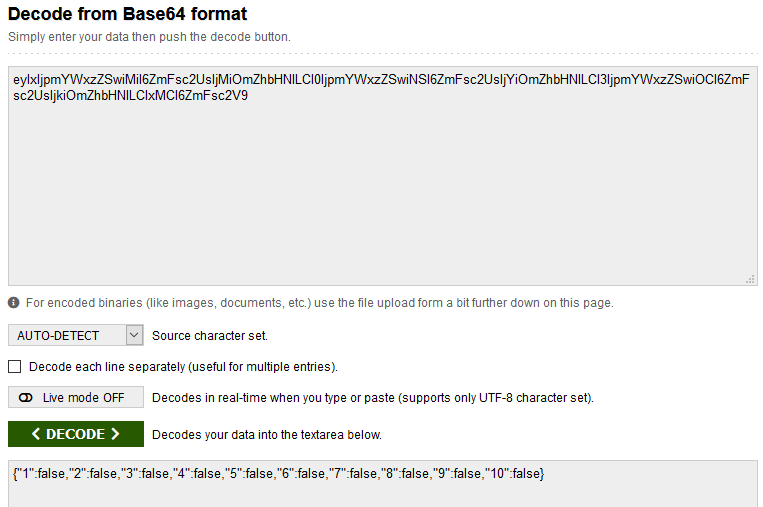 Decode from Base64 format
Simply enter your data then push the decode button.
eyIxIjpmYWxzZSwiMiI6ZmFsc2UsIjMiOmZhbHNlLCI0IjpmYWxzZSwiNSI6ZmFsc2UsIjYiOmZhbHNlLCI3IjpmYWxzZSwiOCI6ZmF
sc2UsIjkiOmZhbHNlLCIxMCI6ZmFsc2V9
For encoded binaries (like images, documents, etc.) use the file upload form a bit further down on this page.
AUTO-DETECT Source character set.
Decode each line separately (useful for multiple entries).
Live mode OFF Decodes in real-time when you type or paste (supports only UTF-8 character set).
< DECODE > Decodes your data into the textarea below.
{"1":false,"2":false,"3":false,"4":false,"5":false,"6":false,"7":false,"8":false,"9":false,"10":false}